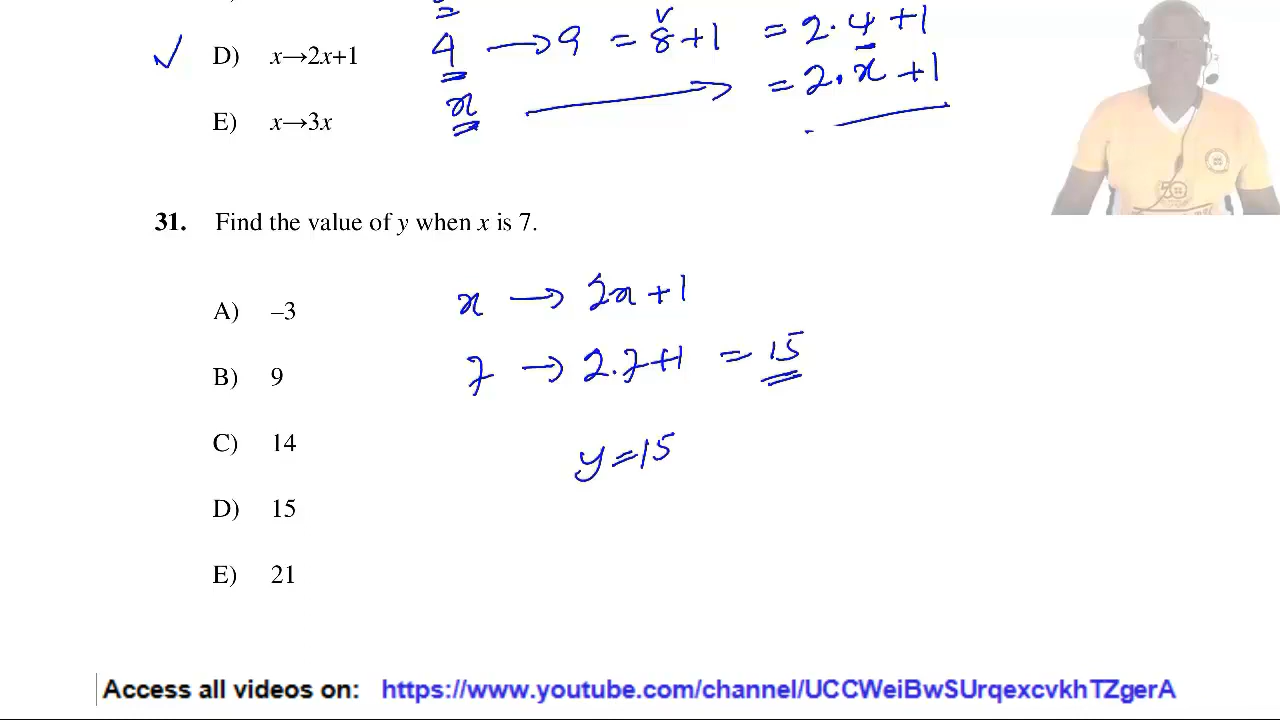 4 → 9 = 8+1 = 2.4+1
D) x→2x+1
x → = 2.x+1
E) x→3x
31. Find the value of y when x is 7.
x → 2x+1
A) –3
7 → 2.7+1 = 15
B) 9
C) 14
y=15
D) 15
E) 21
Access all videos on: https://www.youtube.com/channel/UCCWeiBwSUrqexcvkhTZgerA